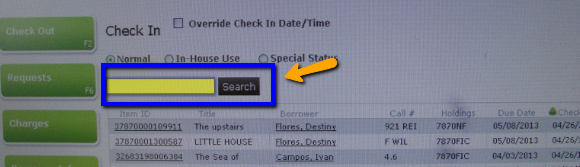 Check Out
F2
Check In
Override Check In Date/Time
Normal In-House Use Special Status
Requests
F6
Search
Charges
Item ID Title Borrower Call # Holdings Due Date Check
37870000109911 The upstairs Flores, Destiny 921 REI 7870NF 05/08/2013 04/26/
37870001300587 LITTLE HOUSE Flores, Destiny F WIL 7870FIC 05/08/2013 04/26/
32683198006384 The Sea of Campos, Ivan 4.6 7870FIC 04/30/2013 04/26/